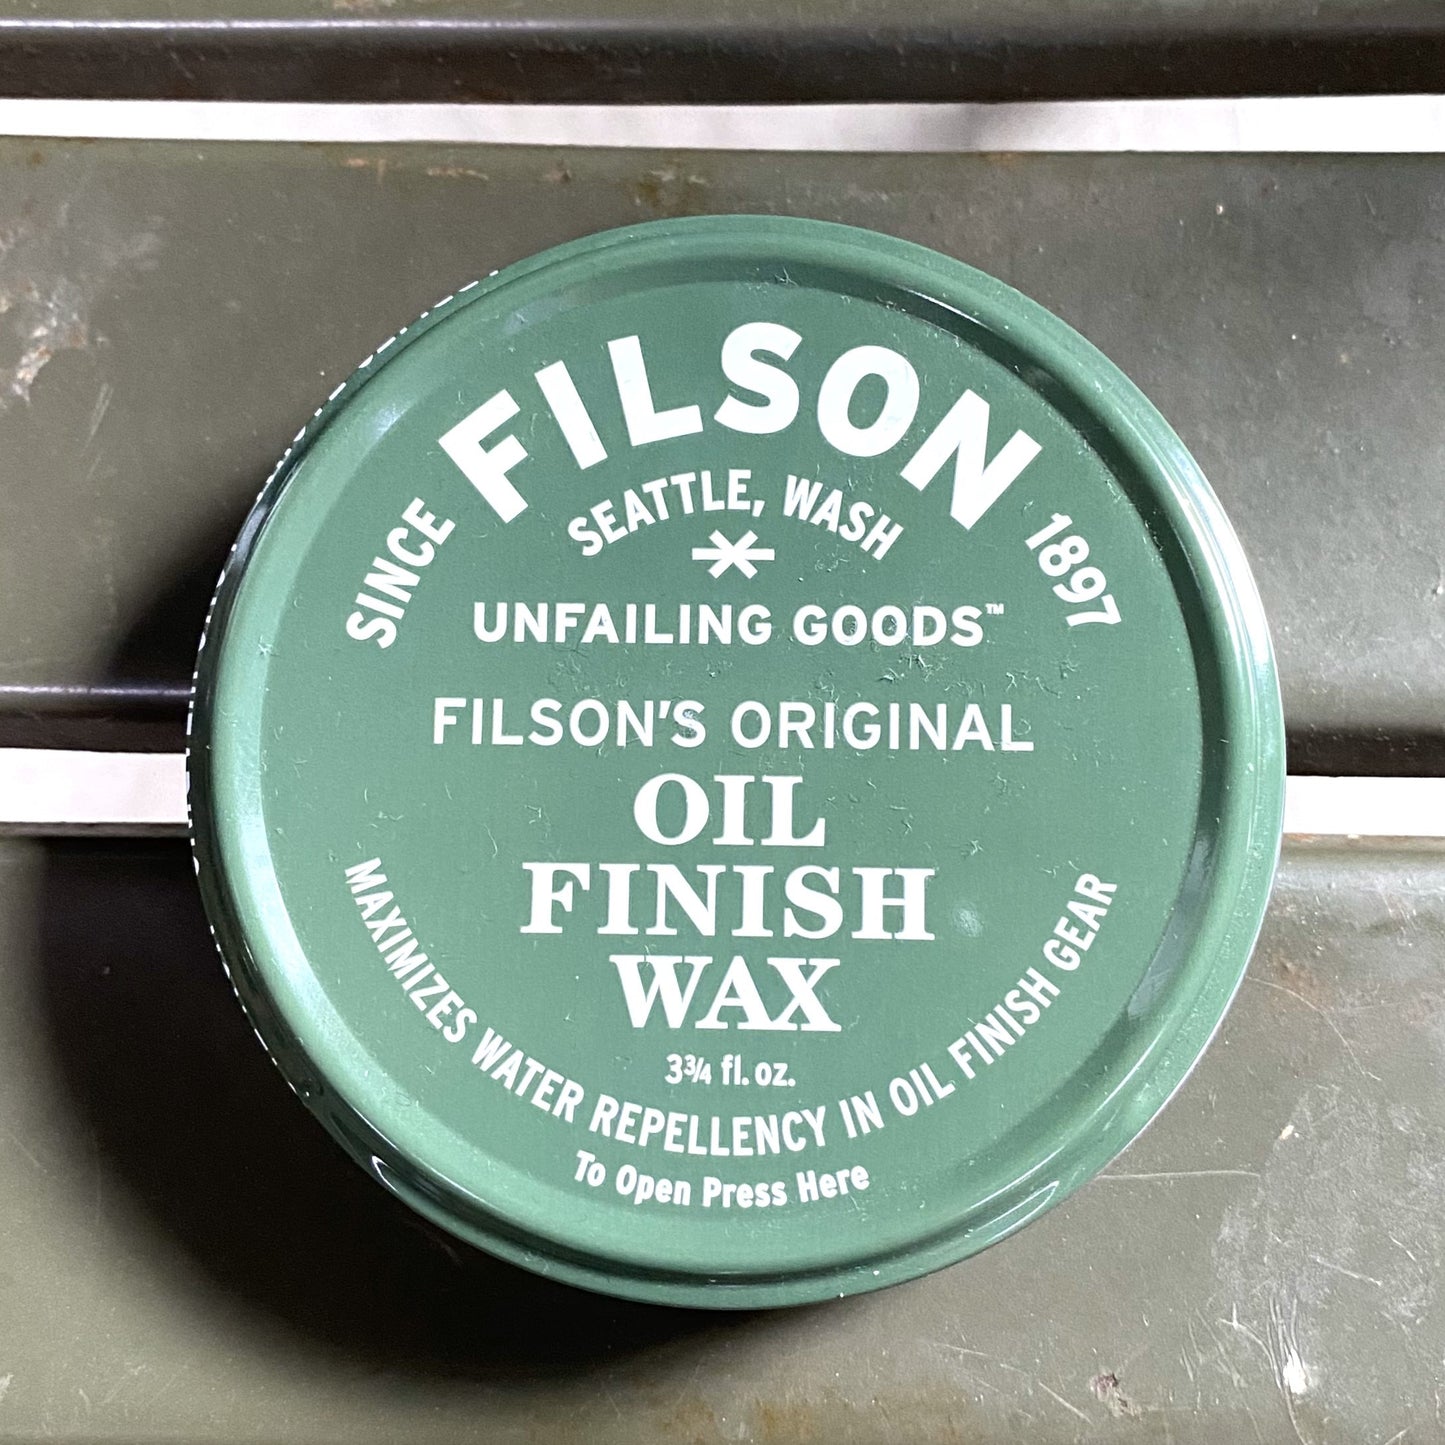 FILSON
SINCE 1897
SEATTLE, WASH
UNFAILING GOODS™
FILSON'S ORIGINAL
OIL
FINISH
WAX
3¾ fl. oz.
MAXIMIZES WATER REPELLENCY IN OIL FINISH GEAR
To Open Press Here